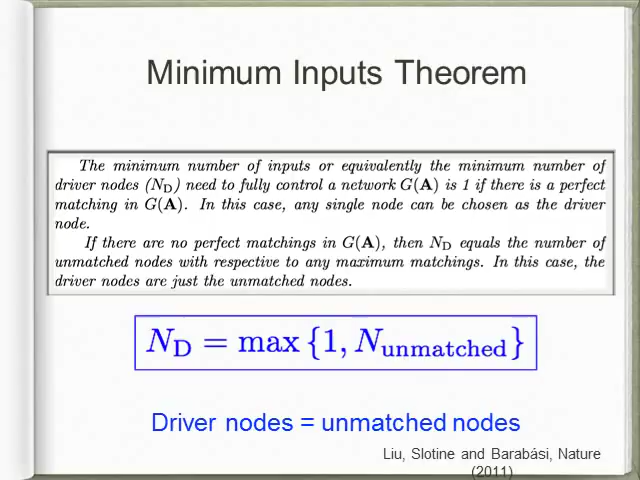 Minimum Inputs Theorem
The minimum number of inputs or equivalently the minimum number of
driver nodes (N_D) need to fully control a network G(A) is 1 if there is a perfect
matching in G(A). In this case, any single node can be chosen as the driver
node.
If there are no perfect matchings in G(A), then N_D equals the number of
unmatched nodes with respective to any maximum matchings. In this case, the
driver nodes are just the unmatched nodes.
N_D = max {1, N_unmatched}
Driver nodes = unmatched nodes
Liu, Slotine and Barabási, Nature
(2011)